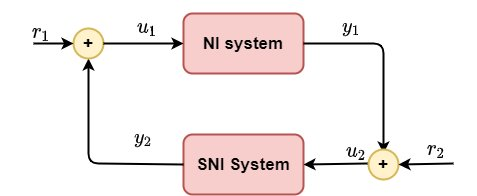 r₁
+
u₁
NI system
y₁
y₂
SNI System
u₂
+
r₂